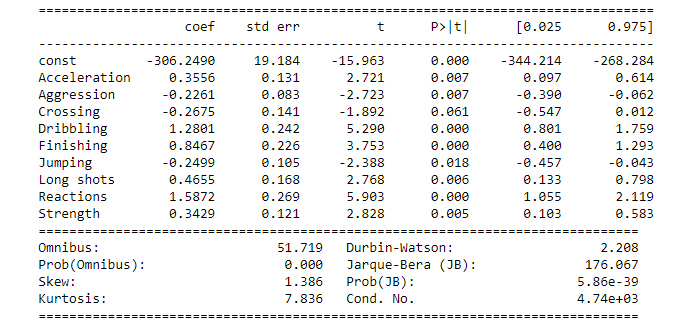 ==============================================================================
coef std err t P>|t| [0.025 0.975]
------------------------------------------------------------------------------
const -306.2490 19.184 -15.963 0.000 -344.214 -268.284
Acceleration 0.3556 0.131 2.721 0.007 0.097 0.614
Aggression -0.2261 0.083 -2.723 0.007 -0.390 -0.062
Crossing -0.2675 0.141 -1.892 0.061 -0.547 0.012
Dribbling 1.2801 0.242 5.290 0.000 0.801 1.759
Finishing 0.8467 0.226 3.753 0.000 0.400 1.293
Jumping -0.2499 0.105 -2.388 0.018 -0.457 -0.043
Long shots 0.4655 0.168 2.768 0.006 0.133 0.798
Reactions 1.5872 0.269 5.903 0.000 1.055 2.119
Strength 0.3429 0.121 2.828 0.005 0.103 0.583
==============================================================================
Omnibus: 51.719 Durbin-Watson: 2.208
Prob(Omnibus): 0.000 Jarque-Bera (JB): 176.067
Skew: 1.386 Prob(JB): 5.86e-39
Kurtosis: 7.836 Cond. No. 4.74e+03
==============================================================================